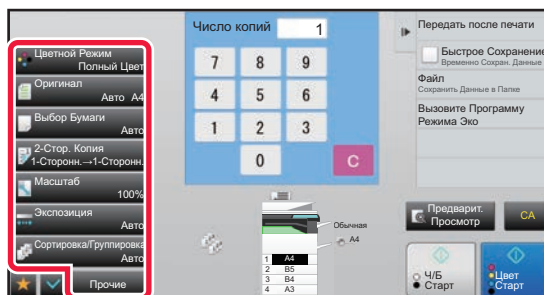 Число копий 1
Цветной Режим
Полный Цвет
Оригинал
Авто A4
Выбор Бумаги
Авто
2-Стор. Копия
1-Сторонн.→1-Сторонн.
Масштаб
100%
Экспозиция
Авто
Сортировка/Группировка
Авто
Прочие
7 8 9
4 5 6
1 2 3
0 C
Обычная
A4
1 A4
2 B5
3 B4
4 A3
Передать после печати
Быстрое Сохранение
Временно Сохран. Данные
Файл
Сохранить Данные в Папке
Вызовите Программу
Режима Эко
Предварит.
Просмотр
CA
Ч/Б
Старт
Цвет
Старт